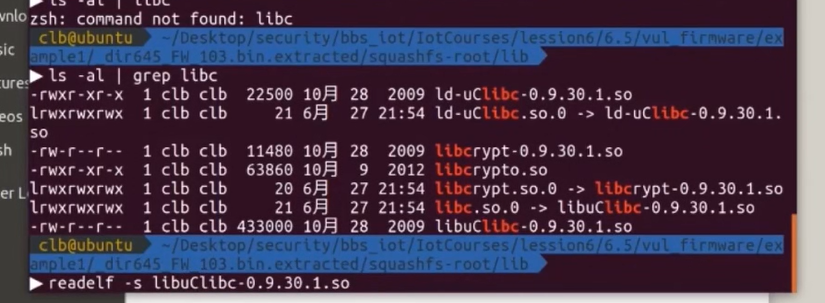 ls -al | libc
zsh: command not found: libc
clb@ubuntu ~/Desktop/security/bbs_iot/IotCourses/lession6/6.5/vul_firmware/ex
ample1/_dir645_FW_103.bin.extracted/squashfs-root/lib
▶ ls -al | grep libc
-rwxr-xr-x 1 clb clb 22500 10月 28 2009 ld-uClibc-0.9.30.1.so
lrwxrwxrwx 1 clb clb 21 6月 27 21:54 ld-uClibc.so.0 -> ld-uClibc-0.9.30.1.
so
-rw-r--r-- 1 clb clb 11480 10月 28 2009 libcrypt-0.9.30.1.so
-rwxr-xr-x 1 clb clb 63860 10月 9 2012 libcrypto.so
lrwxrwxrwx 1 clb clb 20 6月 27 21:54 libcrypt.so.0 -> libcrypt-0.9.30.1.so
lrwxrwxrwx 1 clb clb 21 6月 27 21:54 libc.so.0 -> libuClibc-0.9.30.1.so
-rw-r--r-- 1 clb clb 433000 10月 28 2009 libuClibc-0.9.30.1.so
clb@ubuntu ~/Desktop/security/bbs_iot/IotCourses/lession6/6.5/vul_firmware/ex
ample1/_dir645_FW_103.bin.extracted/squashfs-root/lib
▶ readelf -s libuClibc-0.9.30.1.so